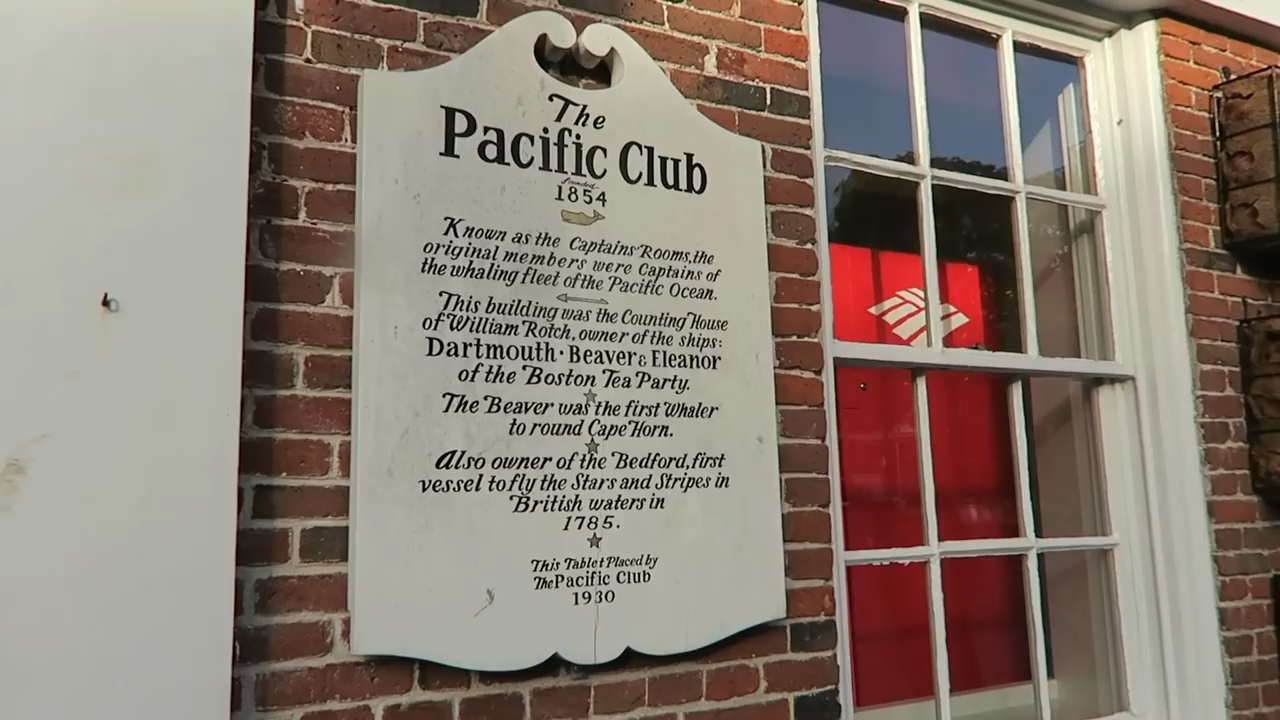 The
Pacific Club
founded
1854
Known as the Captains' Rooms, the
original members were Captains of
the whaling fleet of the Pacific Ocean.
This building was the Counting House
of William Rotch, owner of the ships:
Dartmouth · Beaver & Eleanor
of the Boston Tea Party.
The Beaver was the first Whaler
to round Cape Horn.
Also owner of the Bedford, first
vessel to fly the Stars and Stripes in
British waters in
1785.
This Tablet Placed by
The Pacific Club
1930